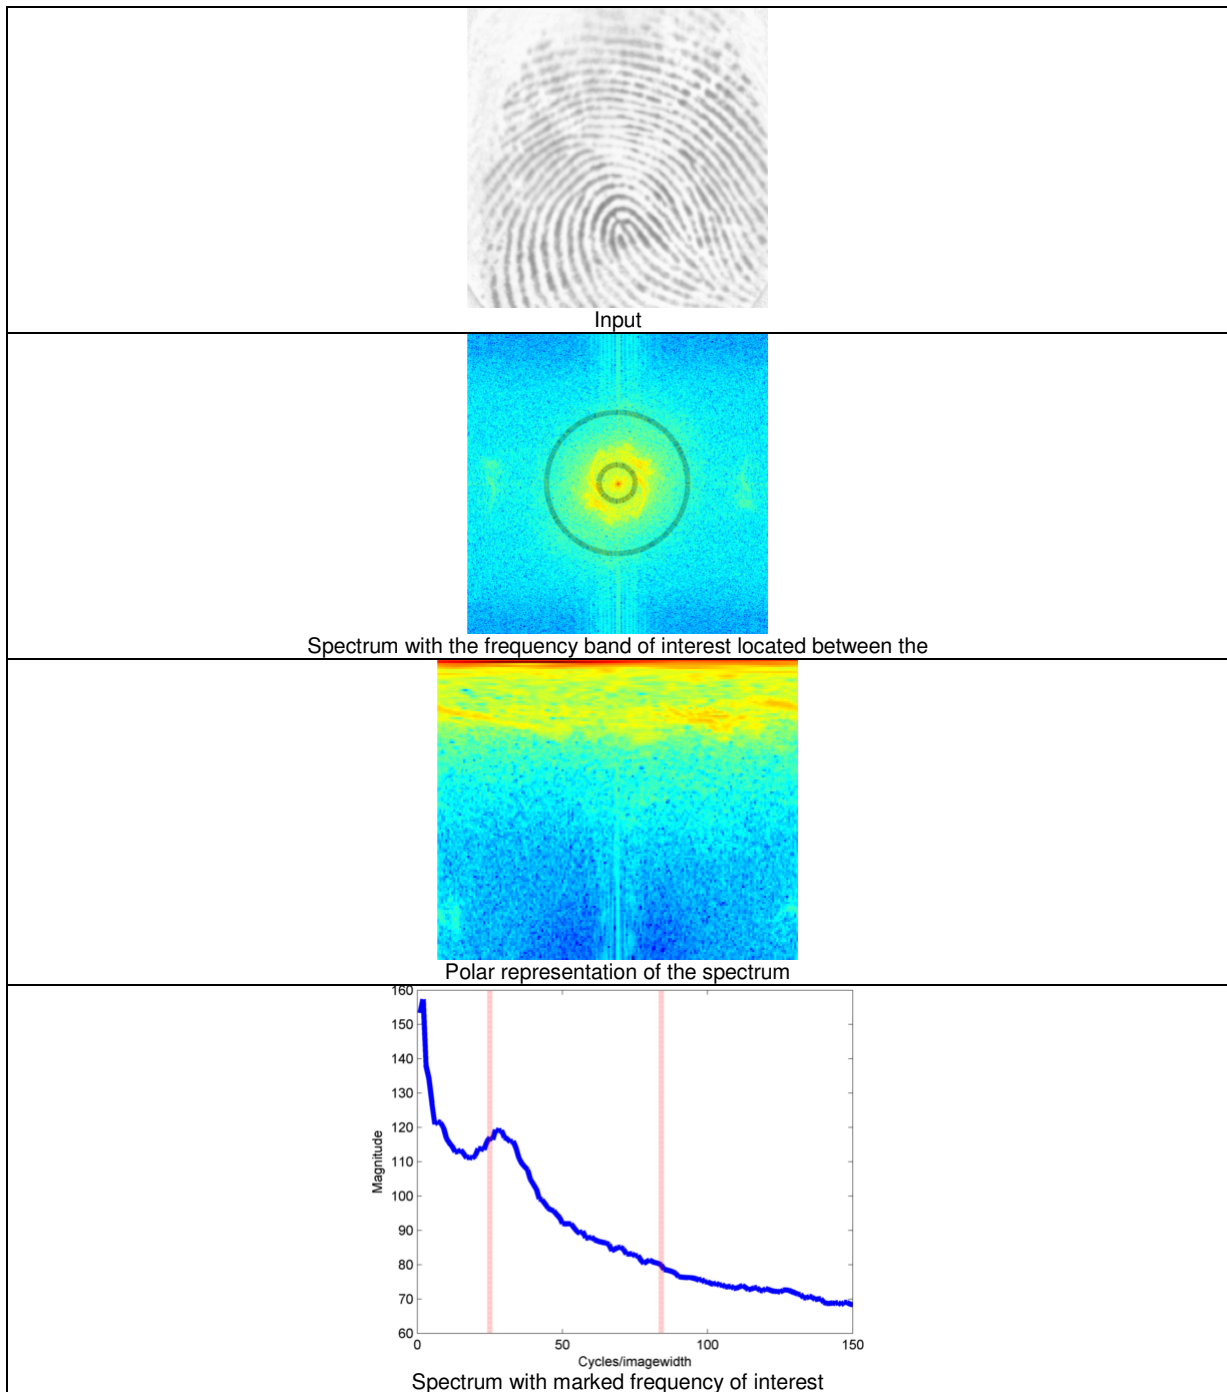 Input
Spectrum with the frequency band of interest located between the
Polar representation of the spectrum
160
150
140
130
120
110
100
90
80
70
60
Magnitude
0 50 100 150
Cycles/imagewidth
Spectrum with marked frequency of interest